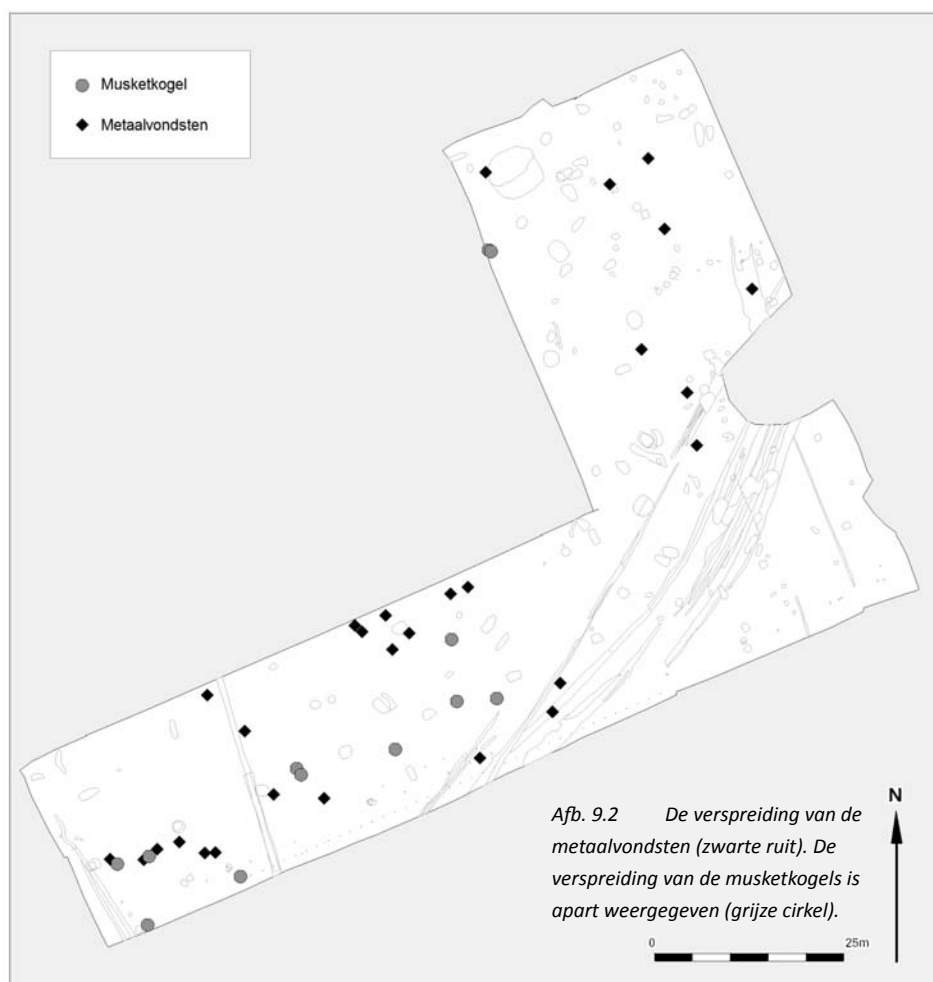 Musketkogel
Metaalvondsten
Afb. 9.2 De verspreiding van de
metaalvondsten (zwarte ruit). De
verspreiding van de musketkogels is
apart weergegeven (grijze cirkel).
N
0 25m